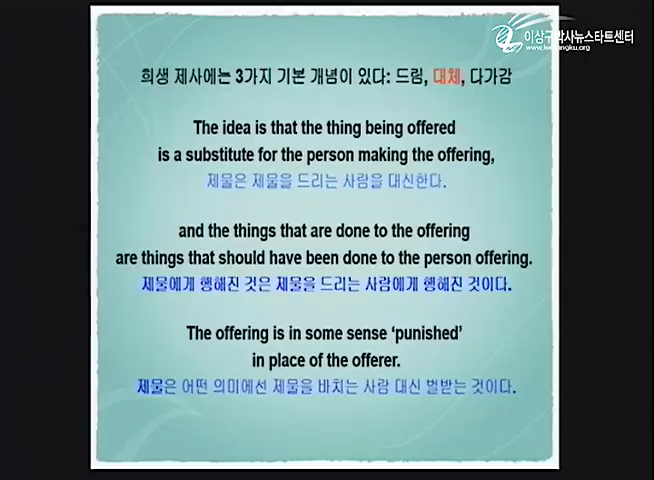 이상구박사뉴스타트센터
www.leesangku.org
희생 제사에는 3가지 기본 개념이 있다: 드림, 대체, 다가감
The idea is that the thing being offered
is a substitute for the person making the offering,
제물은 제물을 드리는 사람을 대신한다.
and the things that are done to the offering
are things that should have been done to the person offering.
제물에게 행해진 것은 제물을 드리는 사람에게 행해진 것이다.
The offering is in some sense ‘punished’
in place of the offerer.
제물은 어떤 의미에선 제물을 바치는 사람 대신 벌받는 것이다.